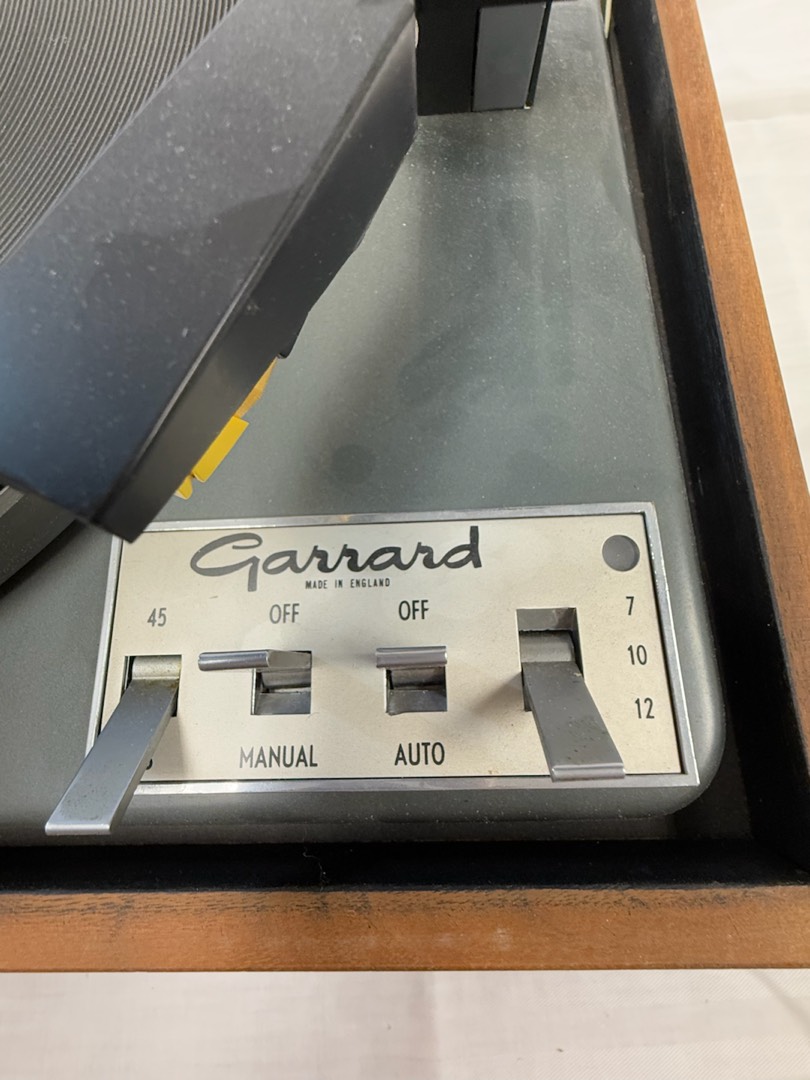 Garrard
MADE IN ENGLAND
45 OFF OFF 7
10
12
MANUAL AUTO